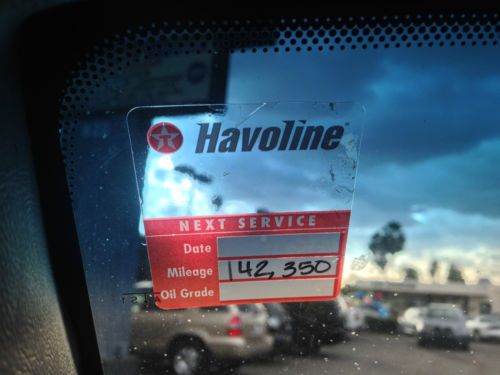 Havoline
NEXT SERVICE
Date
Mileage 142,350
Oil Grade